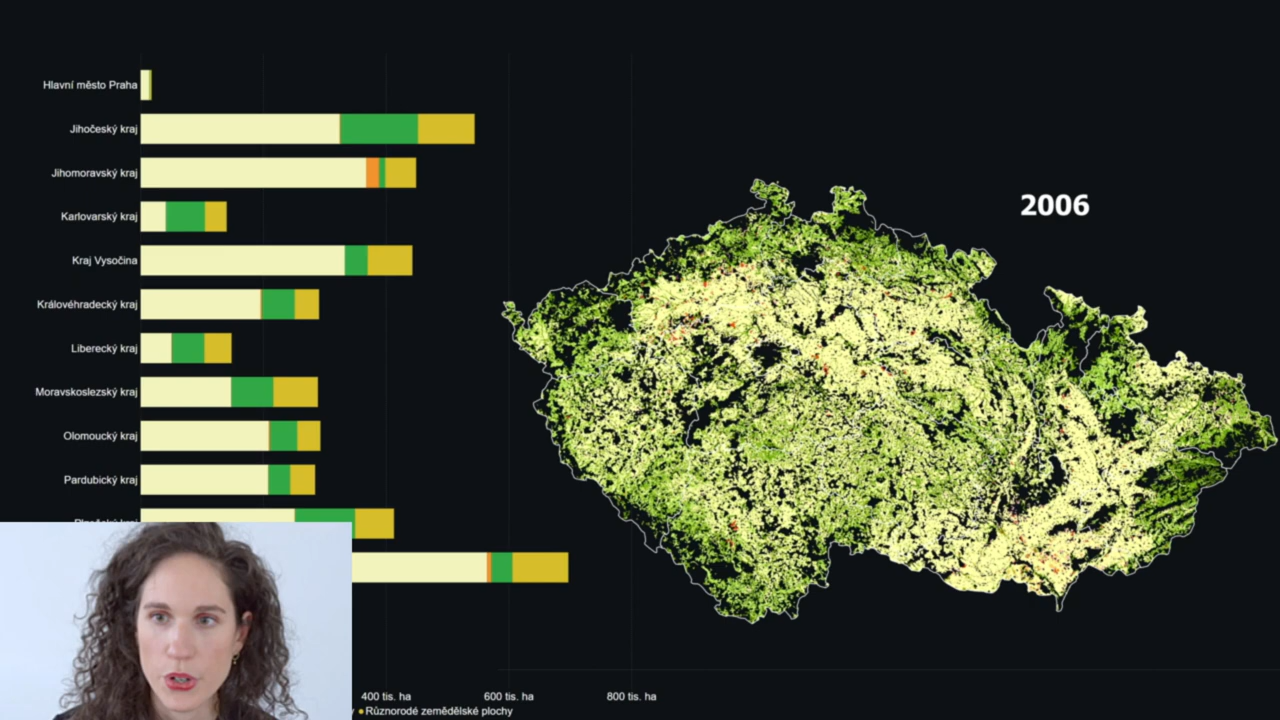 Hlavní město Praha
Jihočeský kraj
Jihomoravský kraj
2006
Karlovarský kraj
Kraj Vysočina
Královéhradecký kraj
Liberecký kraj
Moravskoslezský kraj
Olomoucký kraj
Pardubický kraj
400 tis. ha
600 tis. ha
800 tis. ha
Různorodé zemědělské plochy